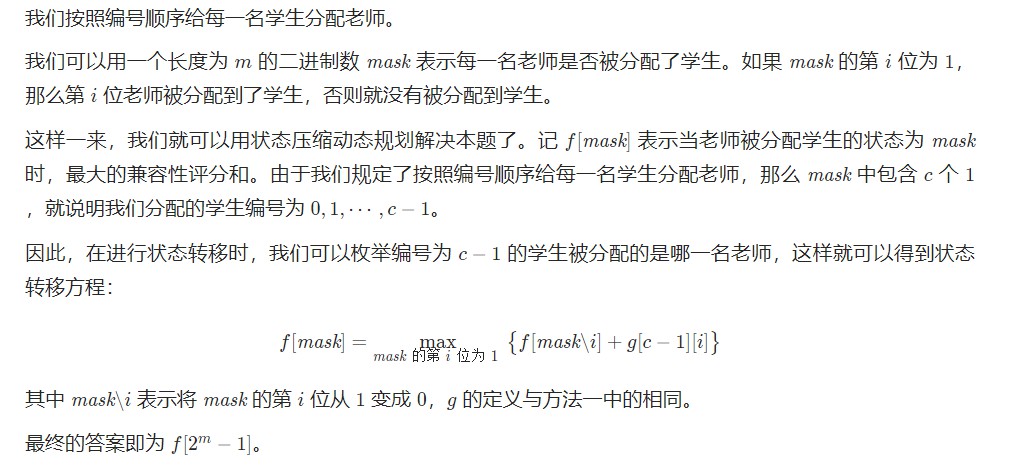 我们按照编号顺序给每一名学生分配老师。
我们可以用一个长度为 m 的二进制数 mask 表示每一名老师是否被分配了学生。如果 mask 的第 i 位为 1,
那么第 i 位老师被分配到了学生，否则就没有被分配到学生。
这样一来，我们就可以用状态压缩动态规划解决本题了。记 f[mask] 表示当老师被分配学生的状态为 mask
时，最大的兼容性评分和。由于我们规定了按照编号顺序给每一名学生分配老师，那么 mask 中包含 c 个 1
，就说明我们分配的学生编号为 0, 1, ⋯, c − 1。
因此，在进行状态转移时，我们可以枚举编号为 c − 1 的学生被分配的是哪一名老师，这样就可以得到状态
转移方程：
f[mask] = max {f[mask\i] + g[c − 1][i]}
mask 的第 i 位为 1
其中 mask\i 表示将 mask 的第 i 位从 1 变成 0，g 的定义与方法一中的相同。
最终的答案即为 f[2^m − 1]。